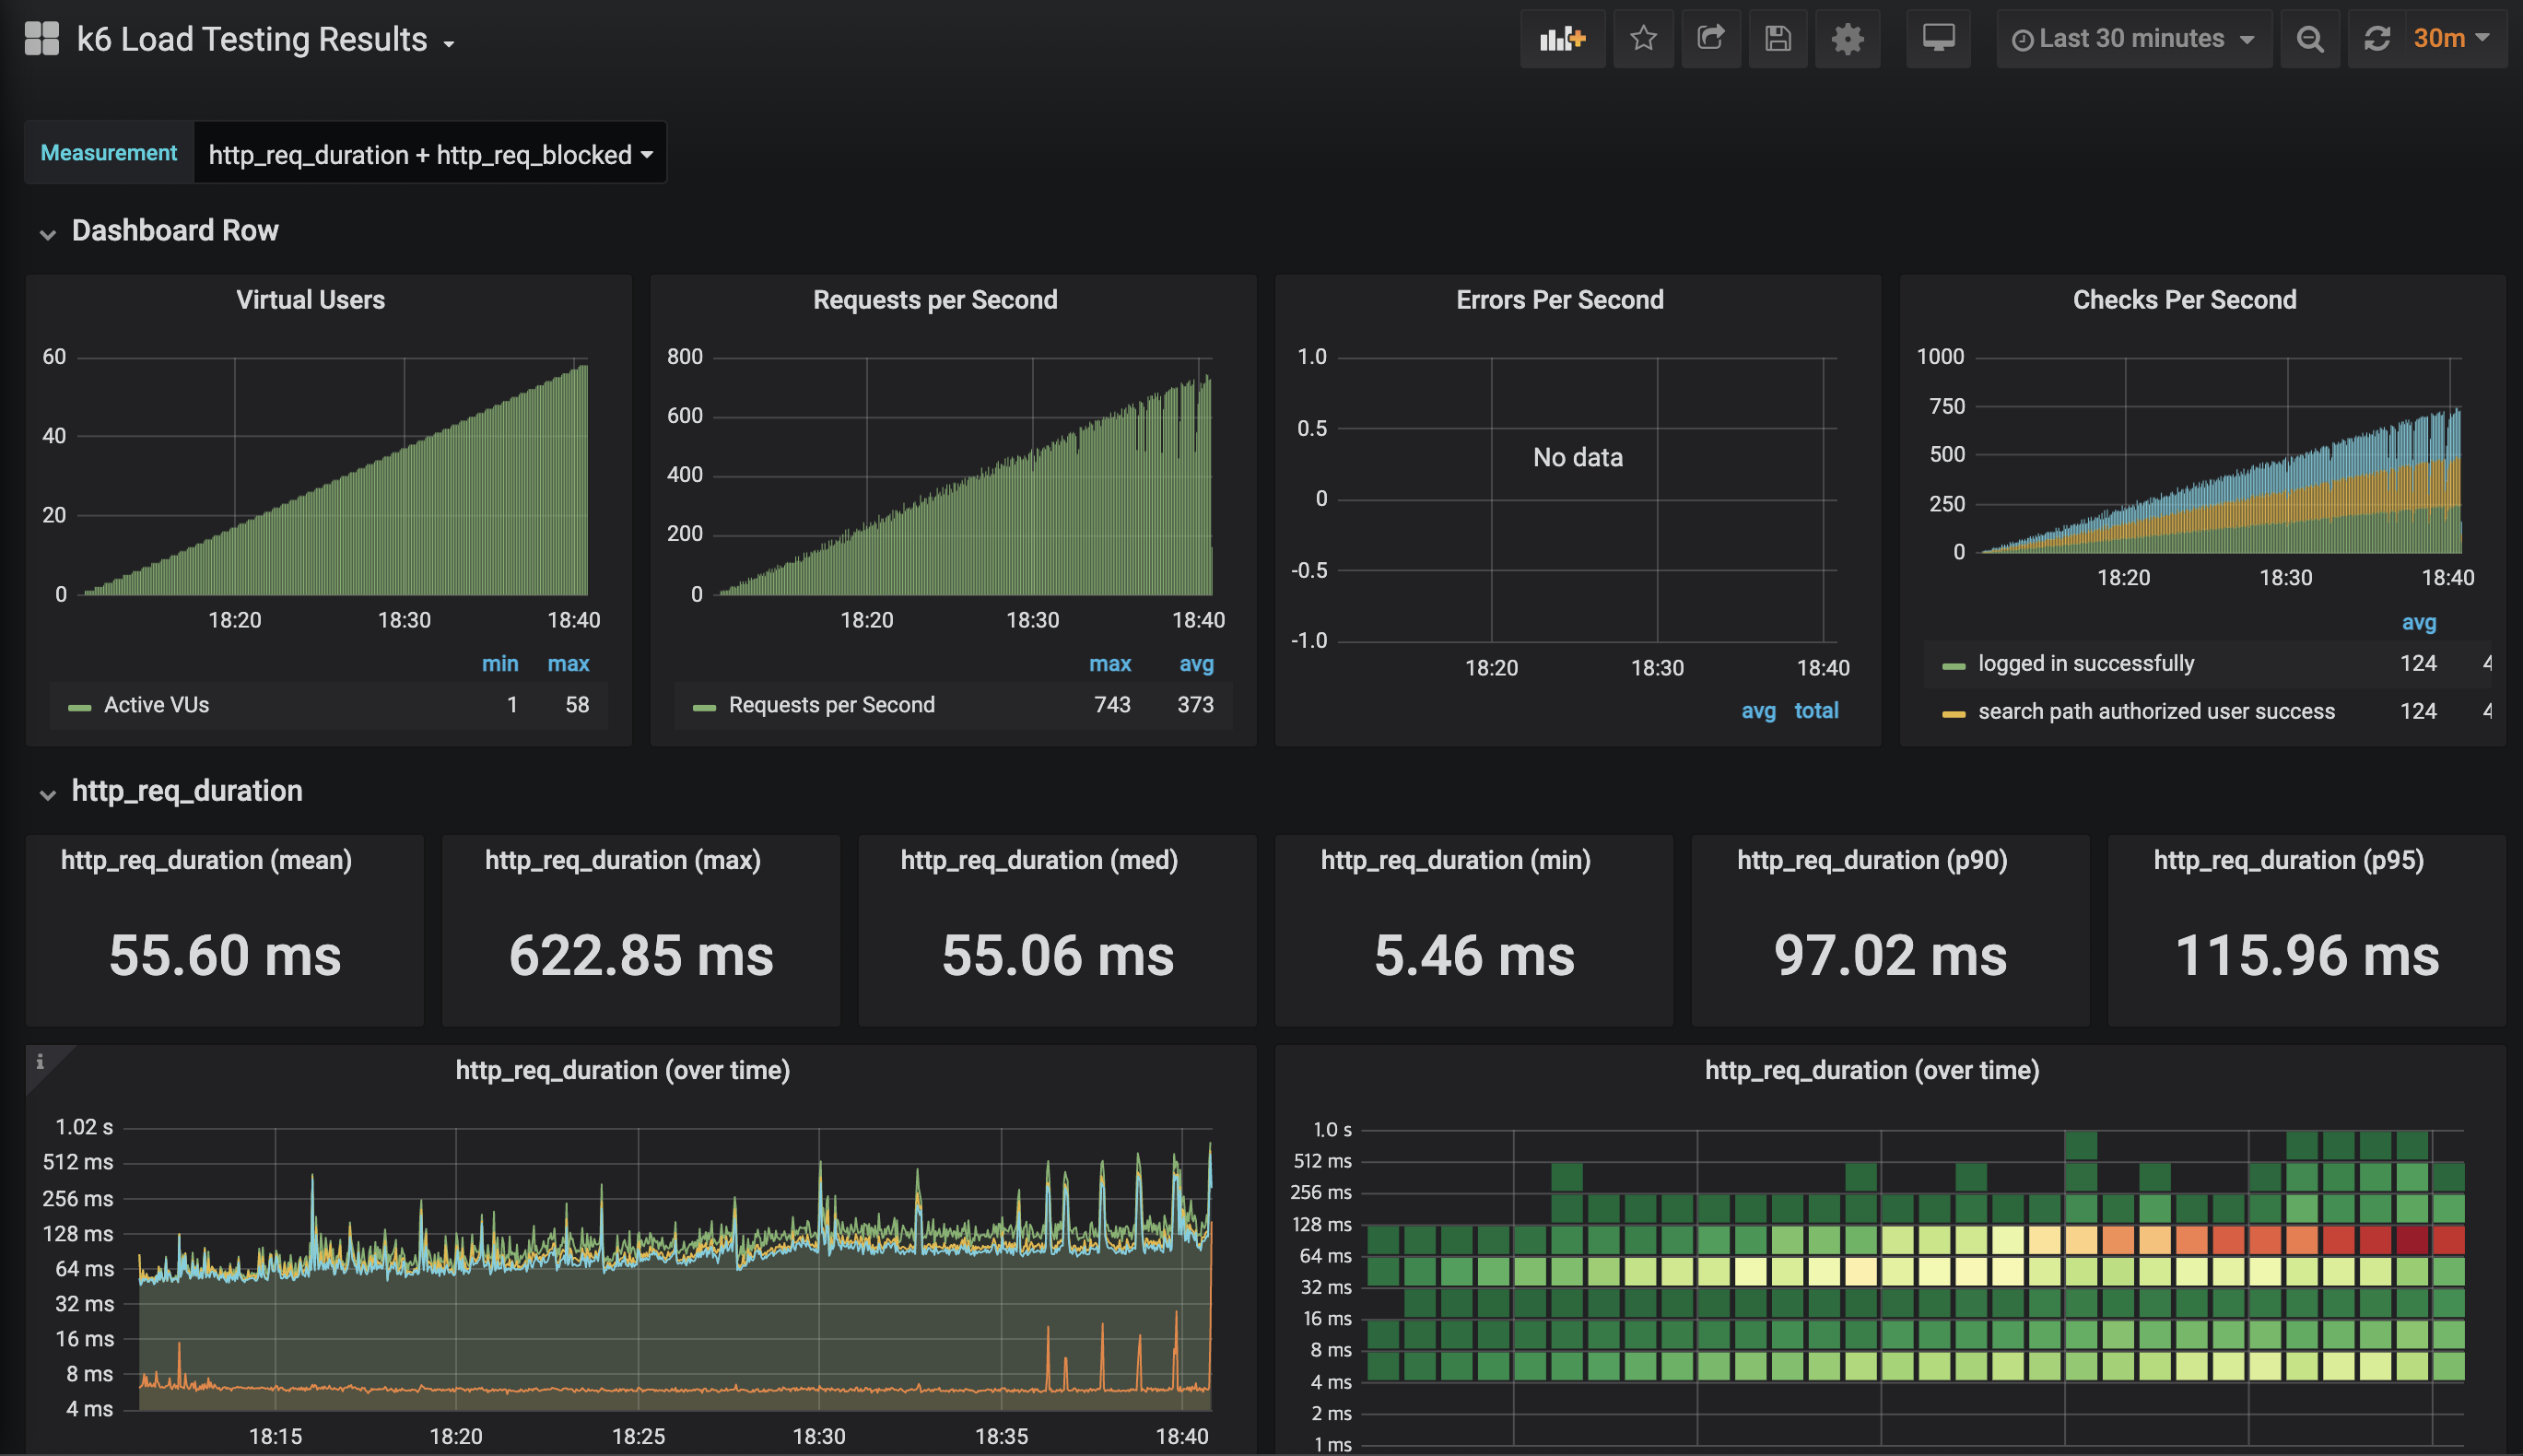 k6 Load Testing Results
Last 30 minutes
30m
Measurement
http_req_duration + http_req_blocked
Dashboard Row
Virtual Users
60
40
20
0
18:20 18:30 18:40
min max
Active VUs 1 58
Requests per Second
800
600
400
200
0
18:20 18:30 18:40
max avg
Requests per Second 743 373
Errors Per Second
1.0
0.5
0
-0.5
-1.0
No data
18:20 18:30 18:40
avg total
Checks Per Second
1000
750
500
250
0
18:20 18:30 18:40
avg
logged in successfully 124 4
search path authorized user success 124 4
http_req_duration
http_req_duration (mean)
55.60 ms
http_req_duration (max)
622.85 ms
http_req_duration (med)
55.06 ms
http_req_duration (min)
5.46 ms
http_req_duration (p90)
97.02 ms
http_req_duration (p95)
115.96 ms
i
http_req_duration (over time)
1.02 s
512 ms
256 ms
128 ms
64 ms
32 ms
16 ms
8 ms
4 ms
18:15 18:20 18:25 18:30 18:35 18:40
http_req_duration (over time)
1.0 s
512 ms
256 ms
128 ms
64 ms
32 ms
16 ms
8 ms
4 ms
2 ms
1 ms